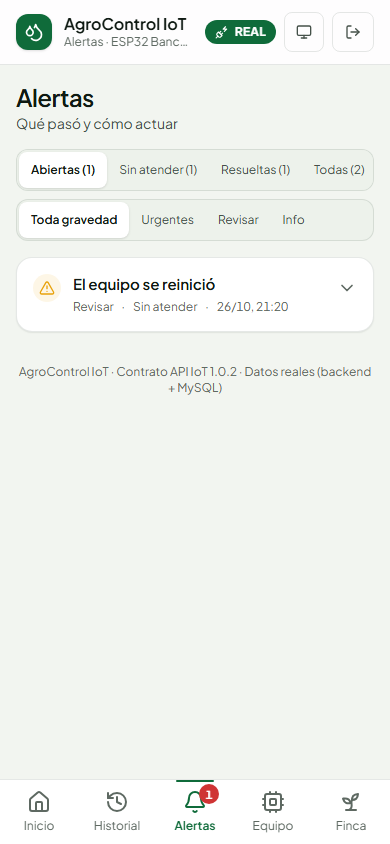 AgroControl IoT
Alertas · ESP32 Banc...
REAL
Alertas
Qué pasó y cómo actuar
Abiertas (1) Sin atender (1) Resueltas (1) Todas (2)
Toda gravedad Urgentes Revisar Info
El equipo se reinició
Revisar · Sin atender · 26/10, 21:20
AgroControl IoT · Contrato API IoT 1.0.2 · Datos reales (backend
+ MySQL)
1
Inicio Historial Alertas Equipo Finca